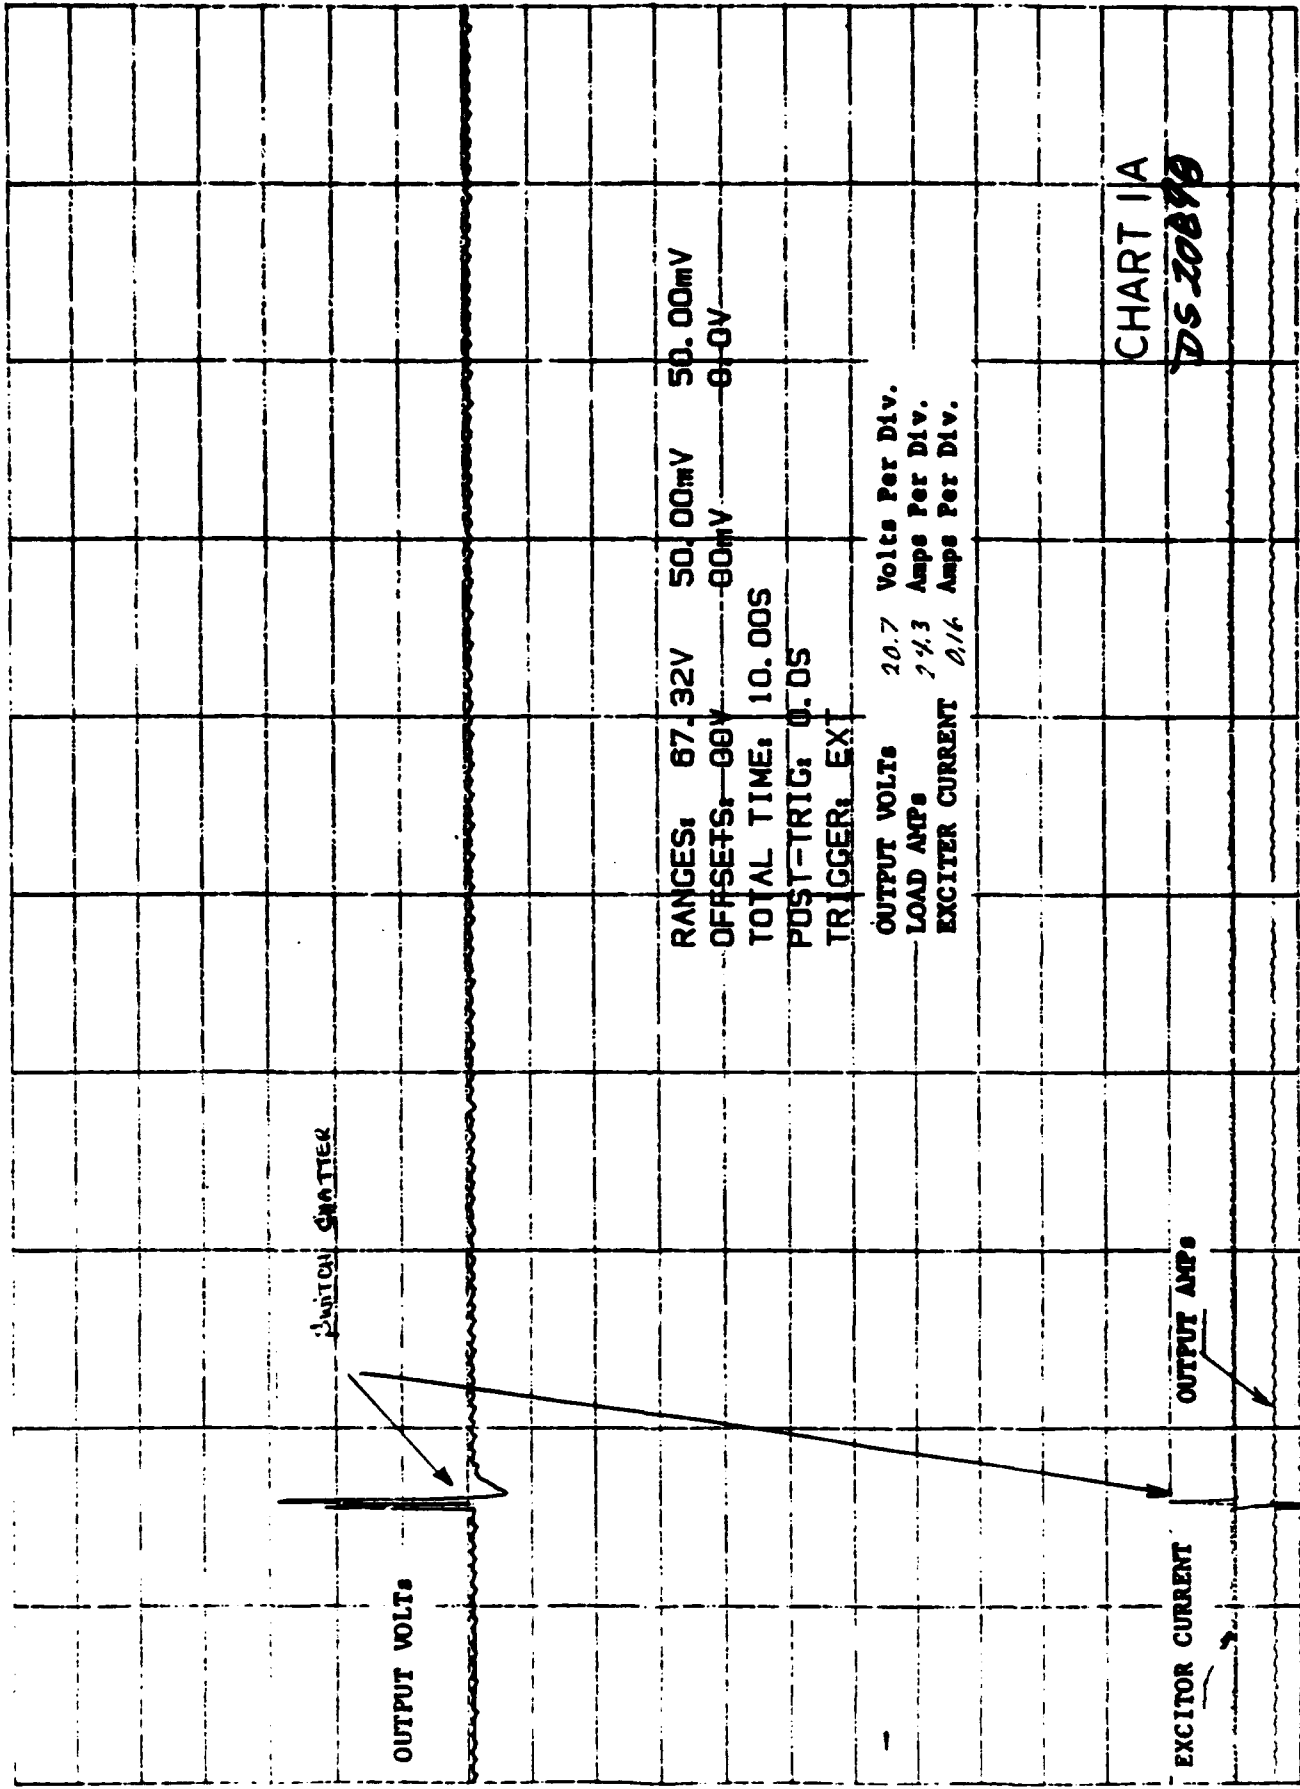 SWITCH CHATTER
OUTPUT VOLTs
RANGES: 67.32V 50.00mV 50.00mV
OFFSETS: 00V 00mV 0.0V
TOTAL TIME: 10.00S
POST-TRIG: 0.0S
TRIGGER: EXT
OUTPUT VOLTs 20.7 Volts Per Div.
LOAD AMPs Amps Per Div.
EXCITER CURRENT 0.16 Amps Per Div.
CHART 1A
EXCITOR CURRENT
OUTPUT AMPs